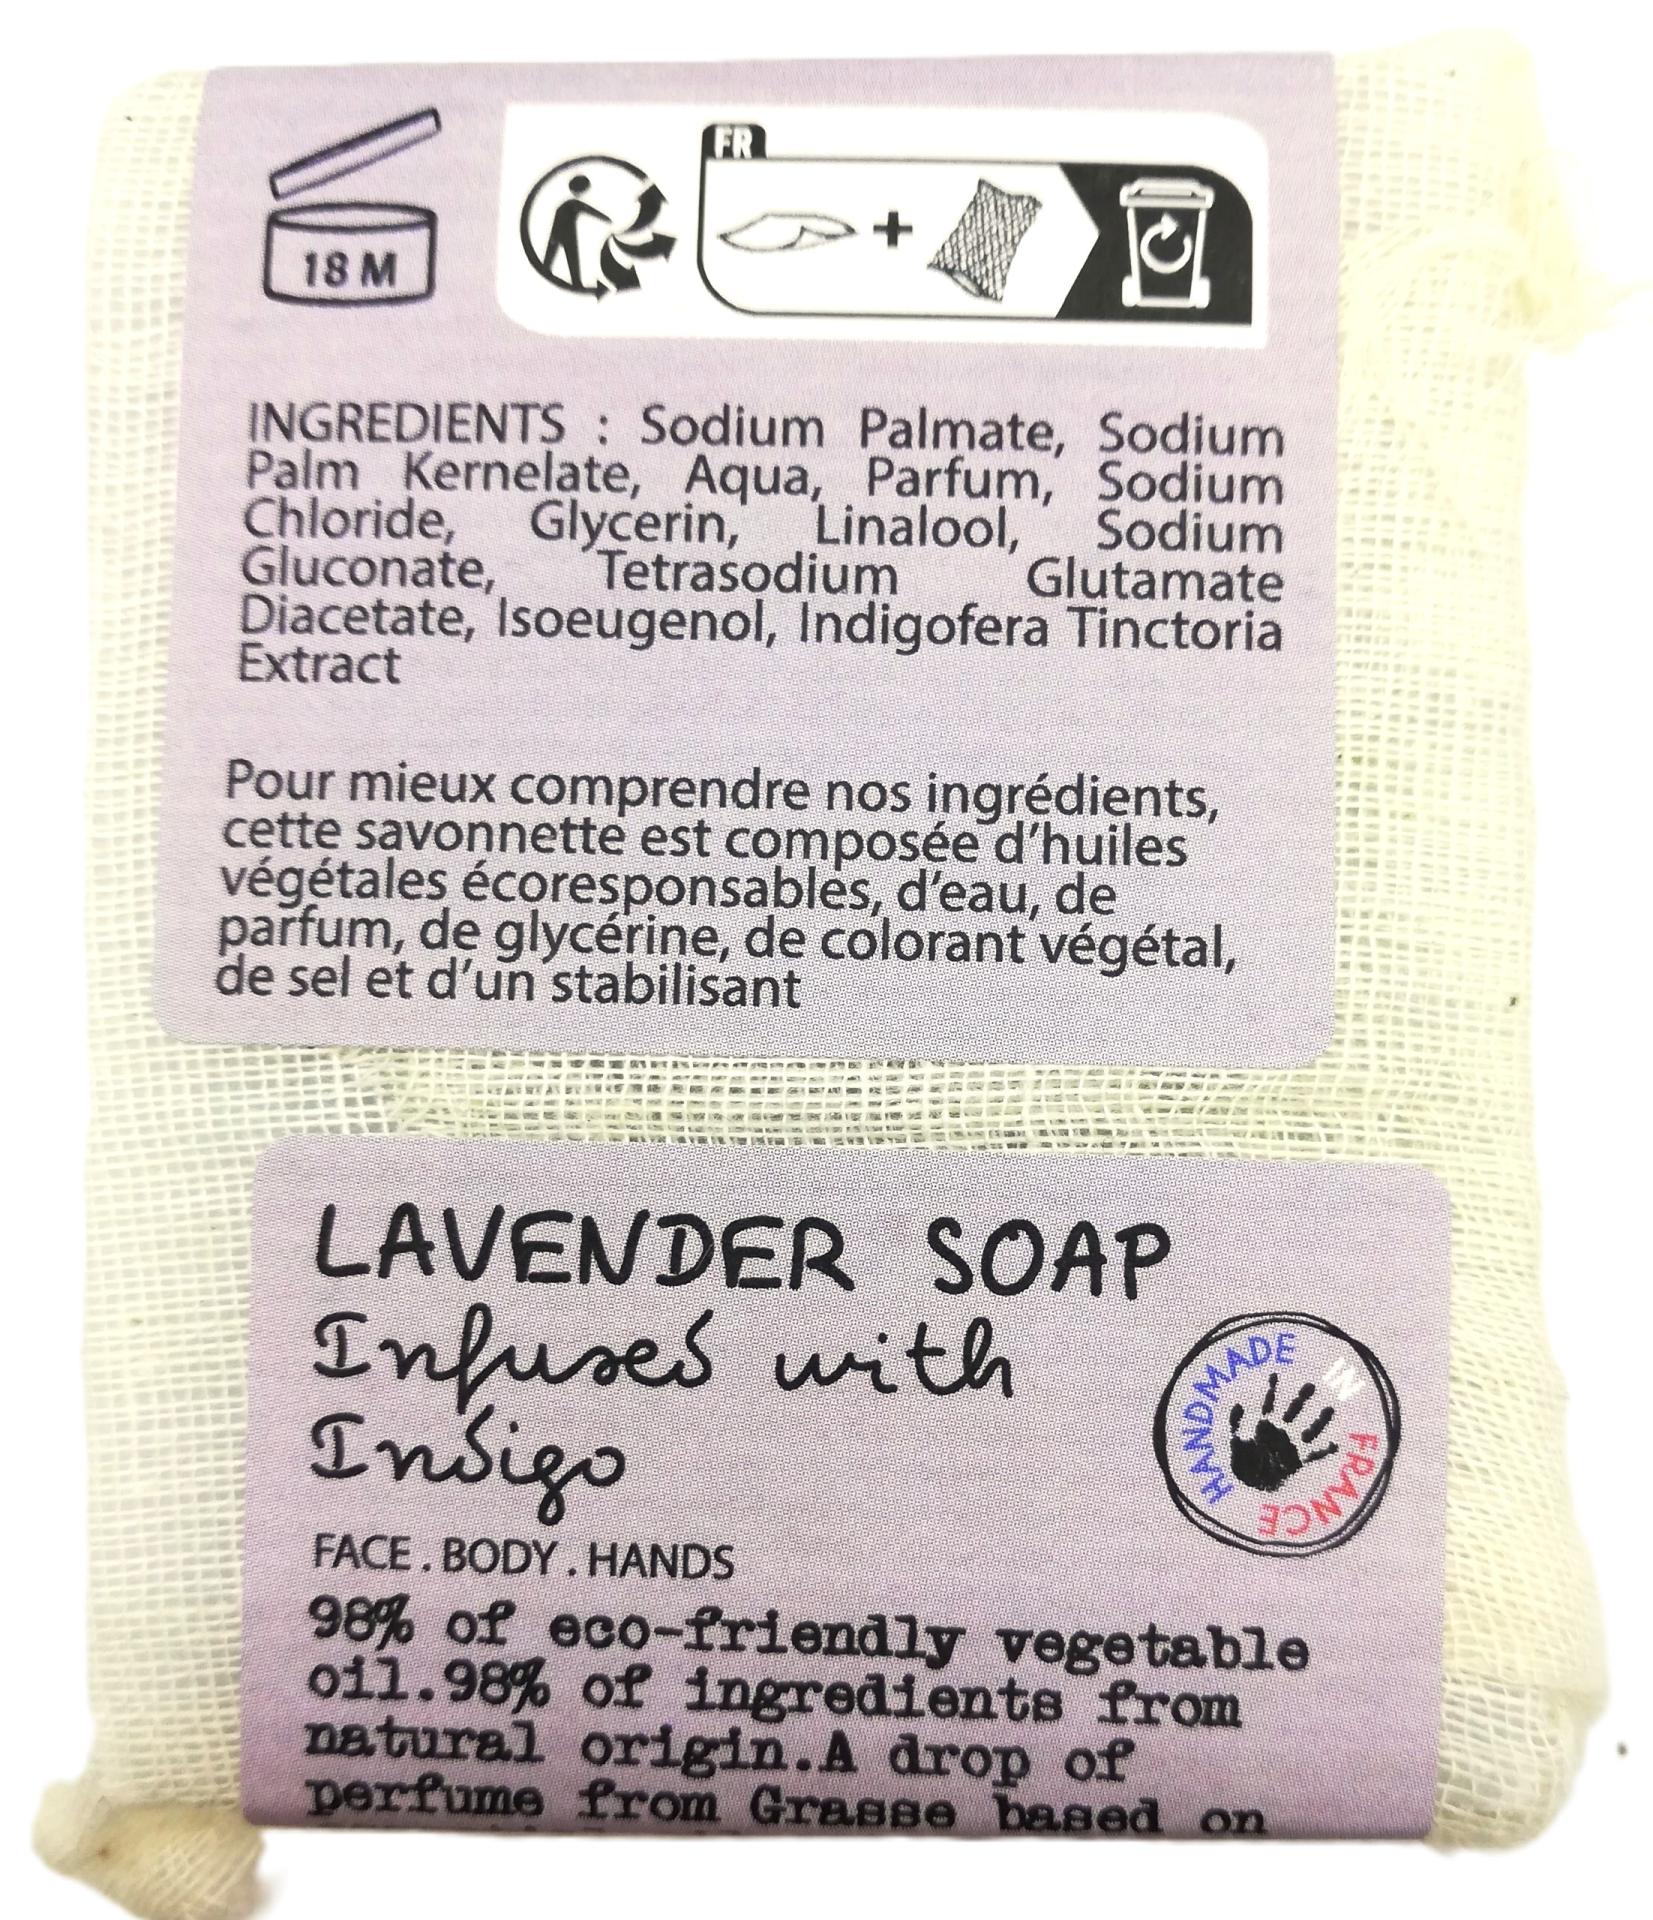 18 M
FR
INGREDIENTS : Sodium Palmate, Sodium
Palm Kernelate, Aqua, Parfum, Sodium
Chloride, Glycerin, Linalool, Sodium
Gluconate, Tetrasodium Glutamate
Diacetate, Isoeugenol, Indigofera Tinctoria
Extract
Pour mieux comprendre nos ingrédients,
cette savonnette est composée d'huiles
végétales écoresponsables, d'eau, de
parfum, de glycérine, de colorant végétal,
de sel et d'un stabilisant
LAVENDER SOAP
Infused with
Indigo
HANDMADE IN FRANCE
FACE . BODY . HANDS
98% of eco-friendly vegetable
oil.98% of ingredients from
natural origin.A drop of
perfume from Grasse based on